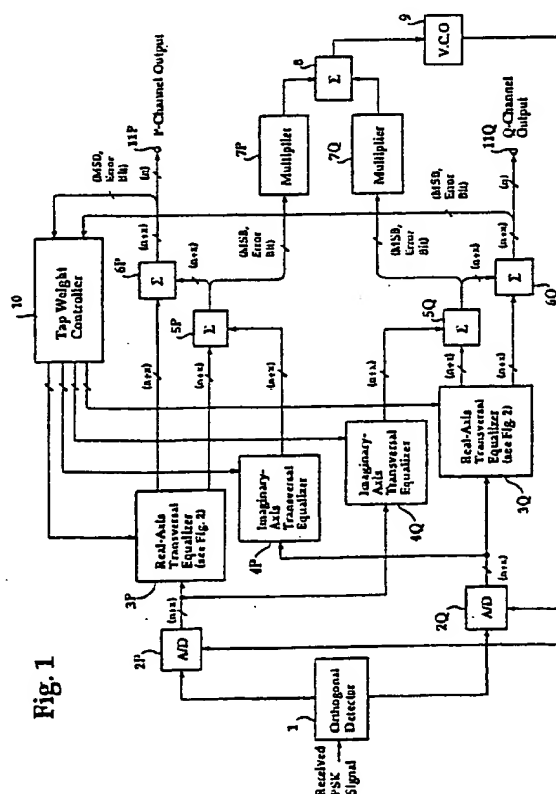 Fig. 1
Received
PSK
Signal
1
Orthogonal
Detector
2P
A/D
2Q
A/D
(n+x)
(n+x)
3P
Real-Axis
Transversal
Equalizer
(see Fig. 2)
4P
Imaginary-
Axis
Transversal
Equalizer
4Q
Imaginary-
Axis
Transversal
Equalizer
3Q
Real-Axis
Transversal
Equalizer
(see Fig. 2)
10
Tap Weight
Controller
(n+x)
(n+x)
(n+x)
(n+x)
(n+x)
(n+x)
5P
Σ
5Q
Σ
6P
Σ
6Q
Σ
(n+x)
(n+x)
(n+x)
(n+x)
(MSB,
Error
Bit)
(MSB,
Error
Bit)
(MSB,
Error
Bit)
(MSB,
Error
Bit)
(n)
(n)
7P
Multiplier
7Q
Multiplier
8
Σ
9
V.C.O
11P
P-Channel Output
11Q
Q-Channel
Output